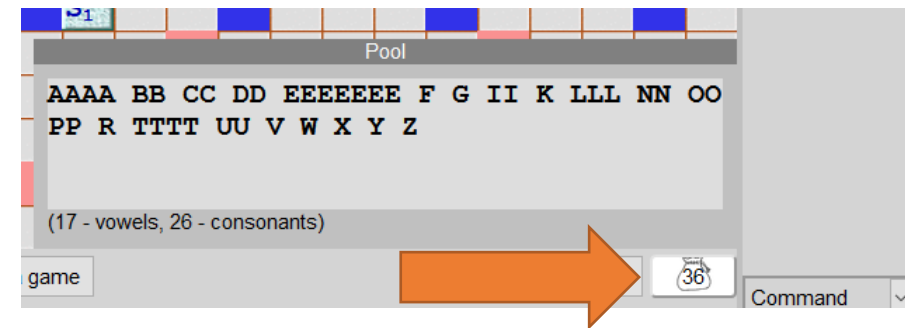 S1
Pool
AAAA BB CC DD EEEEEEE F G II K LLL NN OO
PP R TTTT UU V W X Y Z
(17 - vowels, 26 - consonants)
game
36
Command